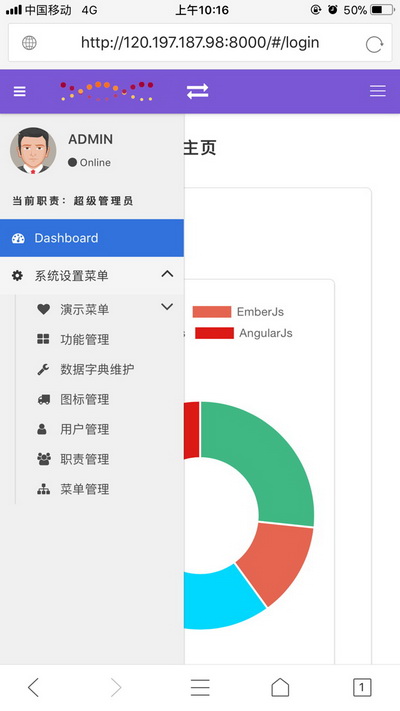 中国移动 4G 上午10:16 50%
http://120.197.187.98:8000/#/login
ADMIN
Online
主页
当前职责：超级管理员
Dashboard
系统设置菜单
演示菜单
EmberJs
AngularJs
功能管理
数据字典维护
图标管理
用户管理
职责管理
菜单管理
1